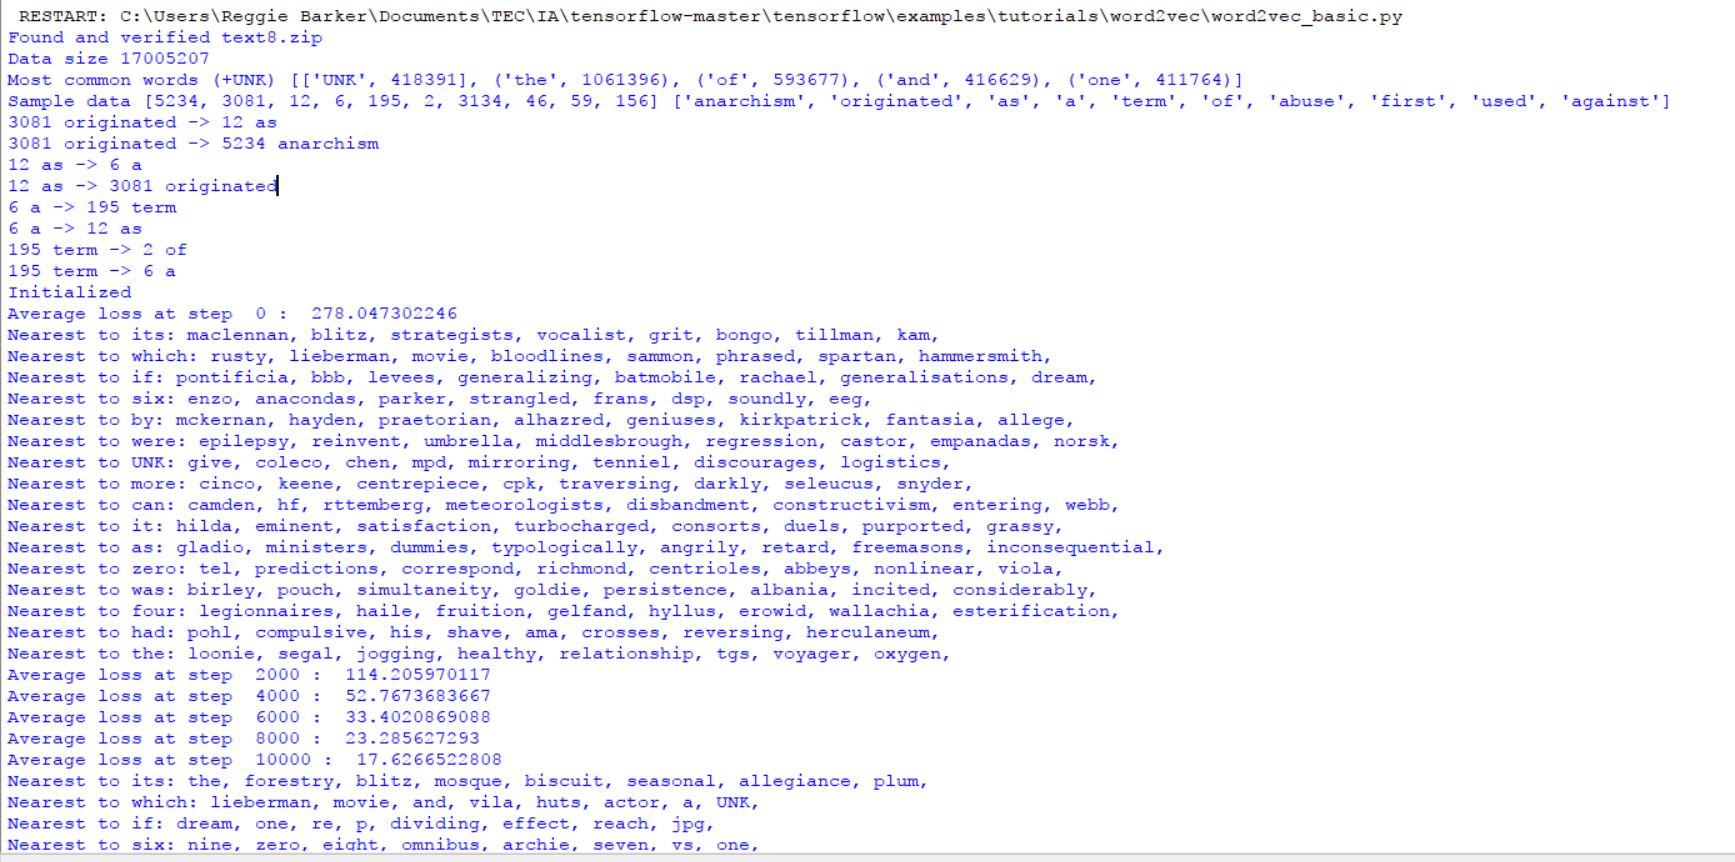 RESTART: C:\Users\Reggie Barker\Documents\TEC\IA\tensorflow-master\tensorflow\examples\tutorials\word2vec\word2vec_basic.py
Found and verified text8.zip
Data size 17005207
Most common words (+UNK) [['UNK', 418391], ('the', 1061396), ('of', 593677), ('and', 416629), ('one', 411764)]
Sample data [5234, 3081, 12, 6, 195, 2, 3134, 46, 59, 156] ['anarchism', 'originated', 'as', 'a', 'term', 'of', 'abuse', 'first', 'used', 'against']
3081 originated -> 12 as
3081 originated -> 5234 anarchism
12 as -> 6 a
12 as -> 3081 originated
6 a -> 195 term
6 a -> 12 as
195 term -> 2 of
195 term -> 6 a
Initialized
Average loss at step  0 :  278.047302246
Nearest to its: maclennan, blitz, strategists, vocalist, grit, bongo, tillman, kam,
Nearest to which: rusty, lieberman, movie, bloodlines, sammon, phrased, spartan, hammersmith,
Nearest to if: pontificia, bbb, levees, generalizing, batmobile, rachael, generalisations, dream,
Nearest to six: enzo, anacondas, parker, strangled, frans, dsp, soundly, eeg,
Nearest to by: mckernan, hayden, praetorian, alhazred, geniuses, kirkpatrick, fantasia, allege,
Nearest to were: epilepsy, reinvent, umbrella, middlesbrough, regression, castor, empanadas, norsk,
Nearest to UNK: give, coleco, chen, mpd, mirroring, tenniel, discourages, logistics,
Nearest to more: cinco, keene, centrepiece, cpk, traversing, darkly, seleucus, snyder,
Nearest to can: camden, hf, rttemberg, meteorologists, disbandment, constructivism, entering, webb,
Nearest to it: hilda, eminent, satisfaction, turbocharged, consorts, duels, purported, grassy,
Nearest to as: gladio, ministers, dummies, typologically, angrily, retard, freemasons, inconsequential,
Nearest to zero: tel, predictions, correspond, richmond, centrioles, abbeys, nonlinear, viola,
Nearest to was: birley, pouch, simultaneity, goldie, persistence, albania, incited, considerably,
Nearest to four: legionnaires, haile, fruition, gelfand, hyllus, erowid, wallachia, esterification,
Nearest to had: pohl, compulsive, his, shave, ama, crosses, reversing, herculaneum,
Nearest to the: loonie, segal, jogging, healthy, relationship, tgs, voyager, oxygen,
Average loss at step  2000 :  114.205970117
Average loss at step  4000 :  52.7673683667
Average loss at step  6000 :  33.4020869088
Average loss at step  8000 :  23.285627293
Average loss at step  10000 :  17.6266522808
Nearest to its: the, forestry, blitz, mosque, biscuit, seasonal, allegiance, plum,
Nearest to which: lieberman, movie, and, vila, huts, actor, a, UNK,
Nearest to if: dream, one, re, p, dividing, effect, reach, jpg,
Nearest to six: nine, zero, eight, omnibus, archie, seven, vs, one,